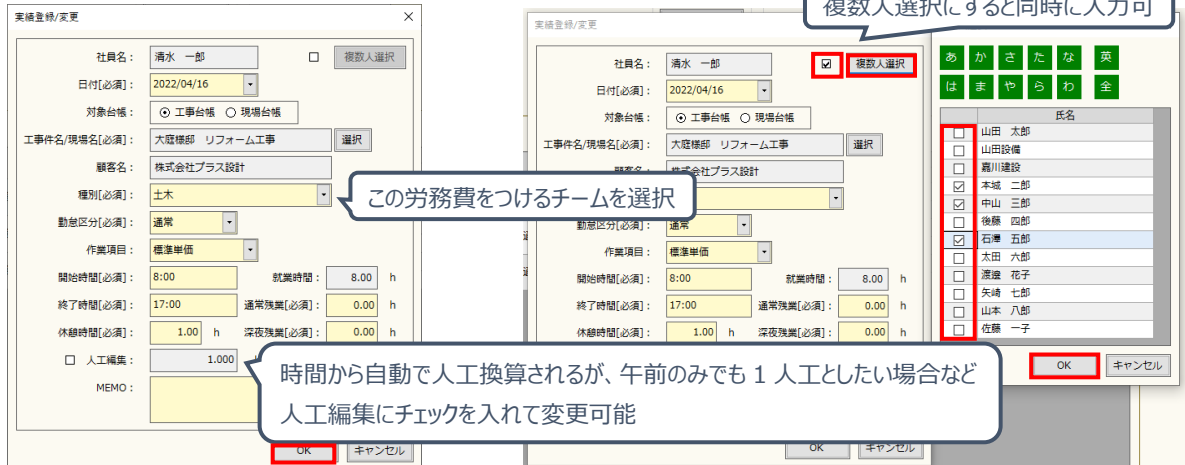 実績登録/変更
×
社員名：
清水　一郎
複数人選択
日付[必須]：
2022/04/16
対象台帳：
工事台帳
現場台帳
工事件名/現場名[必須]：
大庭様邸　リフォーム工事
選択
顧客名：
株式会社プラス設計
種別[必須]：
土木
勤怠区分[必須]：
通常
作業項目：
標準単価
開始時間[必須]：
8:00
就業時間：
8.00
h
終了時間[必須]：
17:00
通常残業[必須]：
0.00
h
休憩時間[必須]：
1.00
h
深夜残業[必須]：
0.00
h
人工編集：
1.000
MEMO：
OK
キャンセル
この労務費をつけるチームを選択
時間から自動で人工換算されるが、午前のみでも 1 人工としたい場合など
人工編集にチェックを入れて変更可能
複数人選択にすると同時に入力可
実績登録/変更
社員名：
清水　一郎
複数人選択
日付[必須]：
2022/04/16
対象台帳：
工事台帳
現場台帳
工事件名/現場名[必須]：
大庭様邸　リフォーム工事
選択
顧客名：
株式会社プラス設計
勤怠区分[必須]：
通常
作業項目：
標準単価
開始時間[必須]：
8:00
就業時間：
8.00
h
終了時間[必須]：
17:00
通常残業[必須]：
0.00
h
休憩時間[必須]：
1.00
h
深夜残業[必須]：
0.00
h
OK
キャンセル
あ か さ た な 英
は ま や ら わ 全
氏名
山田　太郎
山田設備
嘉川建設
本城　二郎
中山　三郎
後藤　四郎
石澤　五郎
太田　六郎
渡邉　花子
矢崎　七郎
山本　八郎
佐藤　一子
OK
キャンセル